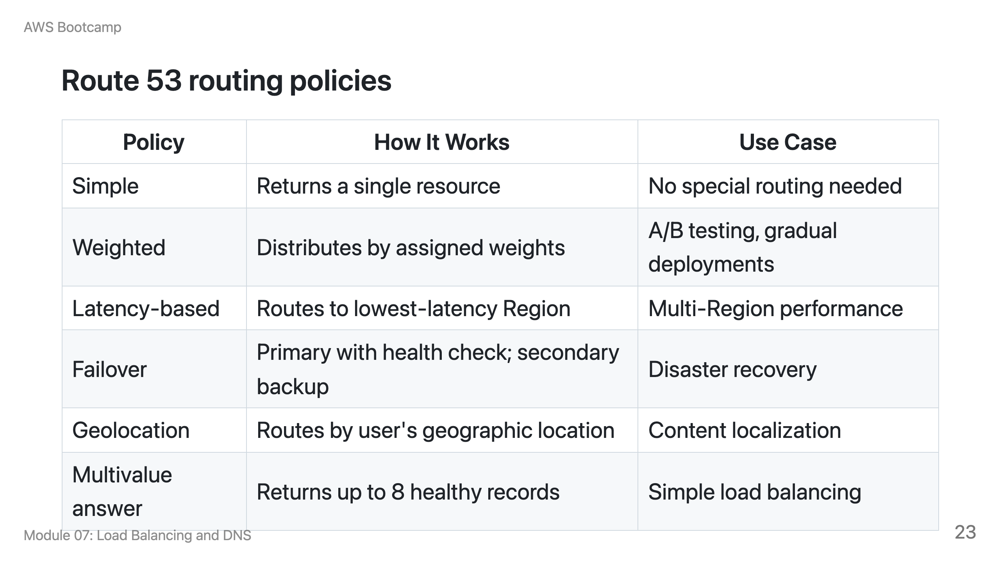 AWS Bootcamp
Route 53 routing policies
Policy How It Works Use Case
Simple Returns a single resource No special routing needed
Weighted Distributes by assigned weights A/B testing, gradual
deployments
Latency-based Routes to lowest-latency Region Multi-Region performance
Failover Primary with health check; secondary
backup Disaster recovery
Geolocation Routes by user's geographic location Content localization
Multivalue
answer Returns up to 8 healthy records Simple load balancing
Module 07: Load Balancing and DNS
23